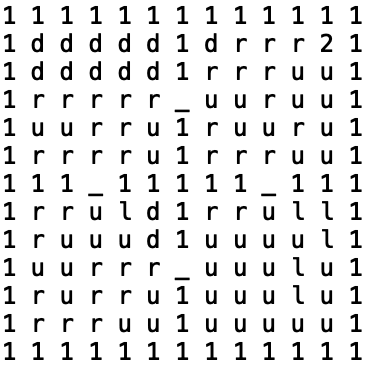 1 1 1 1 1 1 1 1 1 1 1 1 1
1 d d d d d 1 d r r r 2 1
1 d d d d d 1 r r r u u 1
1 r r r r r _ u u r u u 1
1 u u r r u 1 r u u r u 1
1 r r r r u 1 r r r u u 1
1 1 1 _ 1 1 1 1 1 _ 1 1 1
1 r r u l d 1 r r u l l 1
1 r u u u d 1 u u u u l 1
1 u u r r r _ u u u l u 1
1 r u r r u 1 u u u l u 1
1 r r r u u 1 u u u u u 1
1 1 1 1 1 1 1 1 1 1 1 1 1